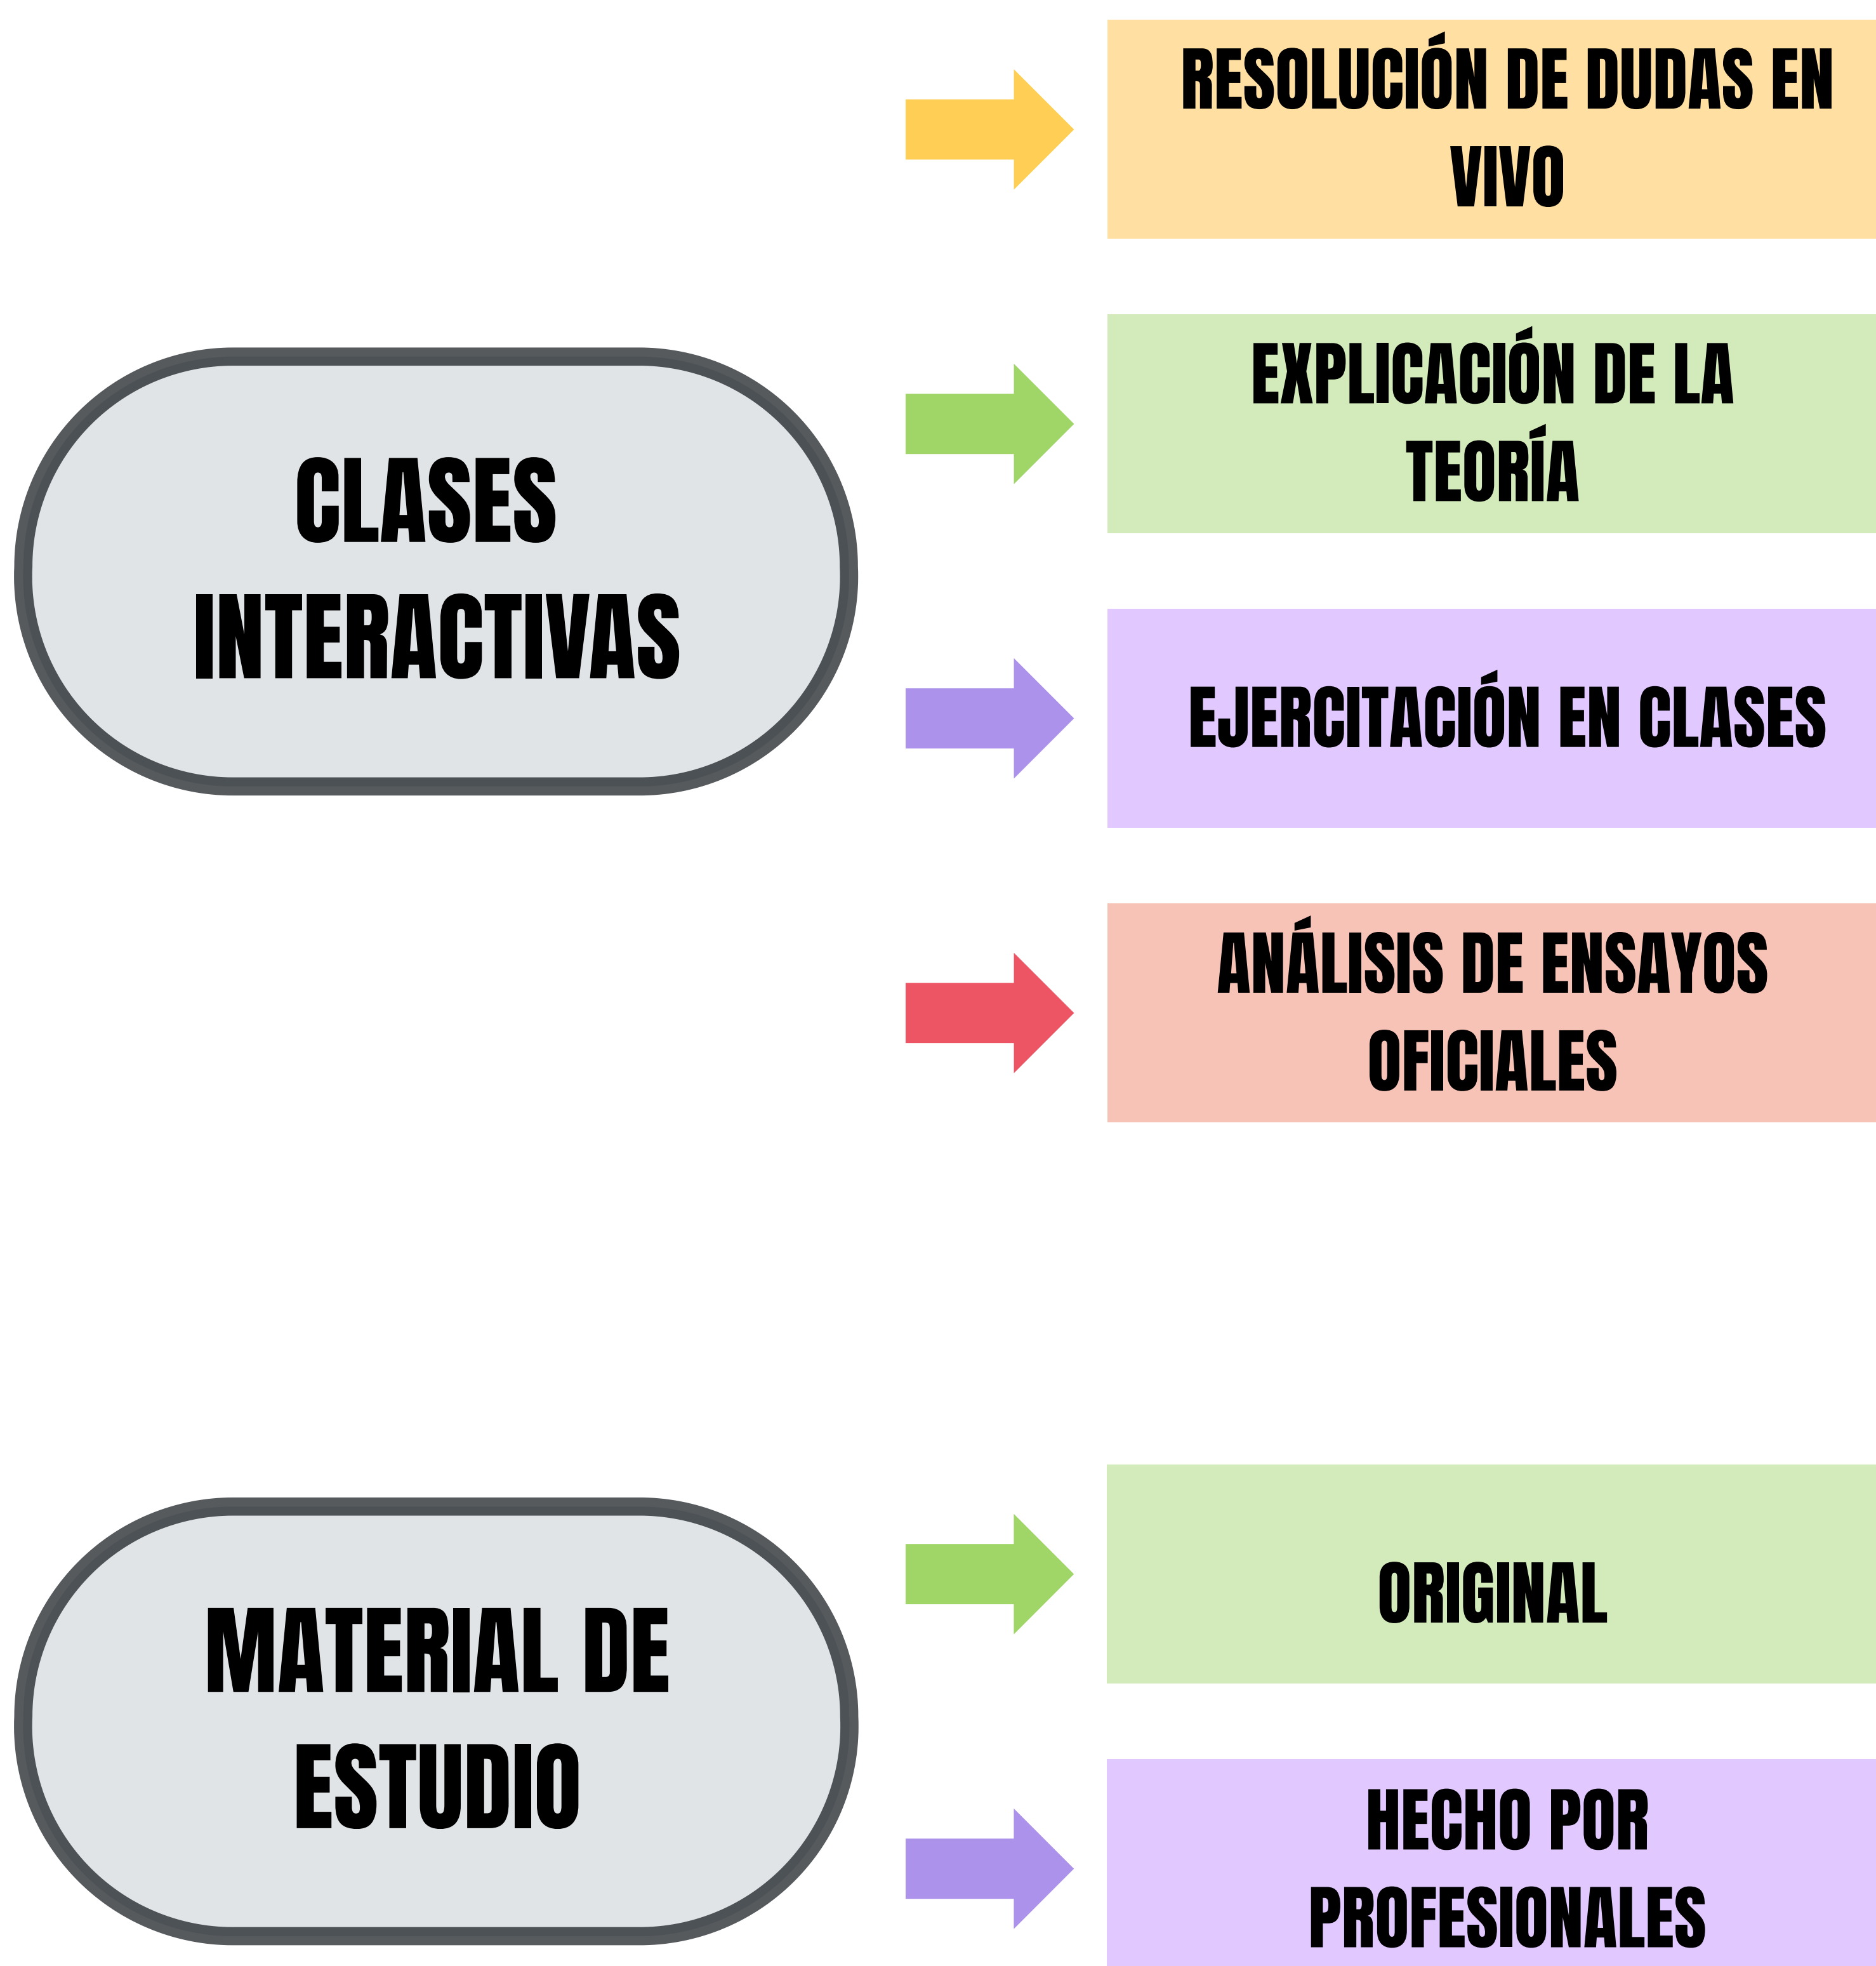 CLASES
INTERACTIVAS
RESOLUCIÓN DE DUDAS EN
VIVO
EXPLICACIÓN DE LA
TEORÍA
EJERCITACIÓN EN CLASES
ANÁLISIS DE ENSAYOS
OFICIALES
MATERIAL DE
ESTUDIO
ORIGINAL
HECHO POR
PROFESIONALES